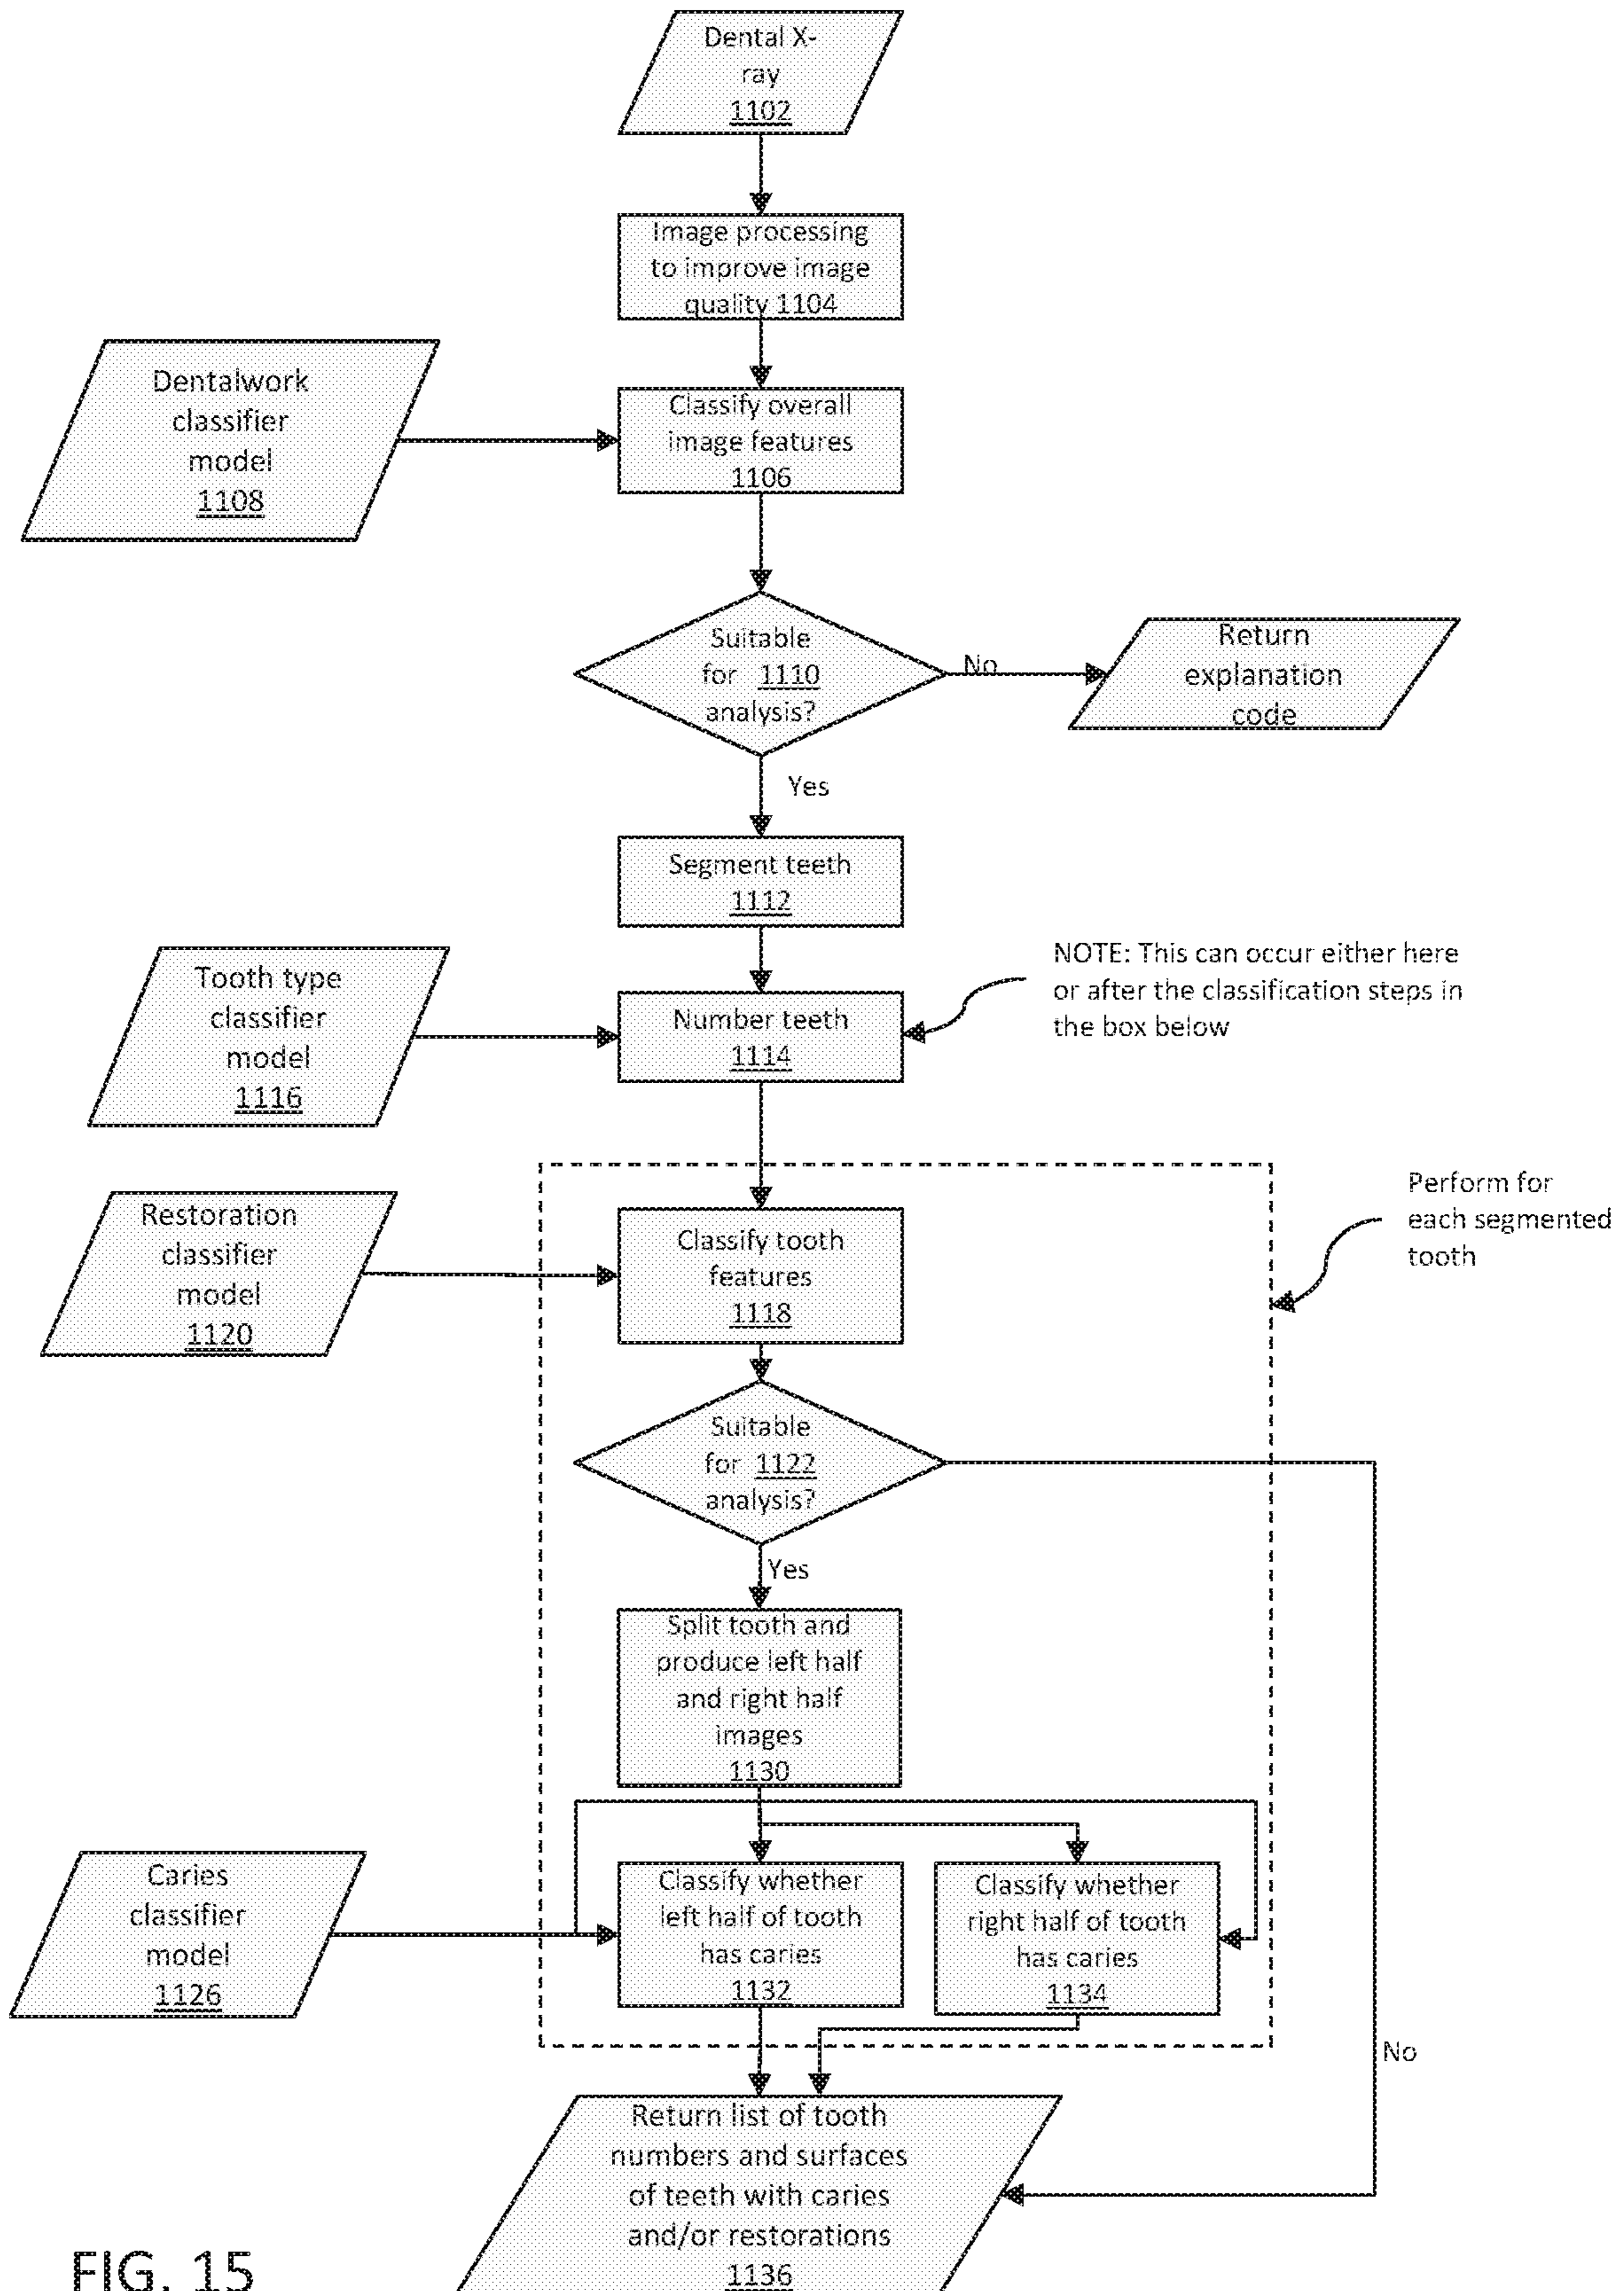 Dental X-
ray
1102
Image processing
to improve image
quality 1104
Dentalwork
classifier
model
1108
Classify overall
image features
1106
Suitable
for 1110
analysis?
No
Return
explanation
code
Yes
Segment teeth
1112
NOTE: This can occur either here
or after the classification steps in
the box below
Tooth type
classifier
model
1116
Number teeth
1114
Perform for
each segmented
tooth
Restoration
classifier
model
1120
Classify tooth
features
1118
Suitable
for 1122
analysis?
Yes
Split tooth and
produce left half
and right half
images
1130
Caries
classifier
model
1126
Classify whether
left half of tooth
has caries
1132
Classify whether
right half of tooth
has caries
1134
No
Return list of tooth
numbers and surfaces
of teeth with caries
and/or restorations
1136
FIG. 15